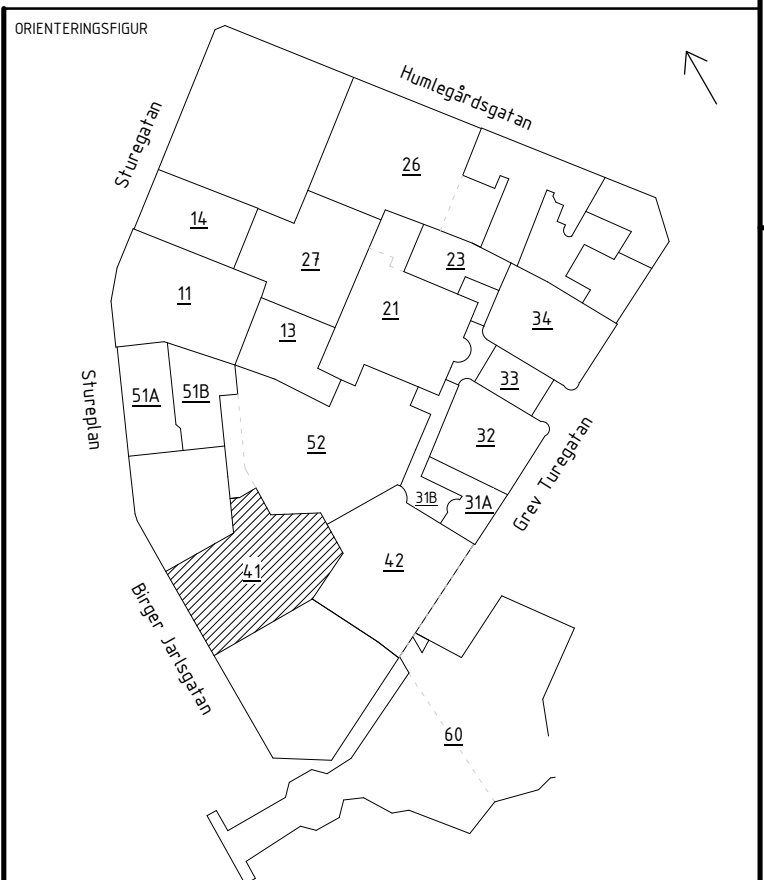 ORIENTERINGSFIGUR
Humlegårdsgatan
Sturegatan
26
14
27
23
11
21
34
13
33
51A
51B
Stureplan
32
52
Grev Turegatan
31B
31A
42
41
Birger Jarlsgatan
60